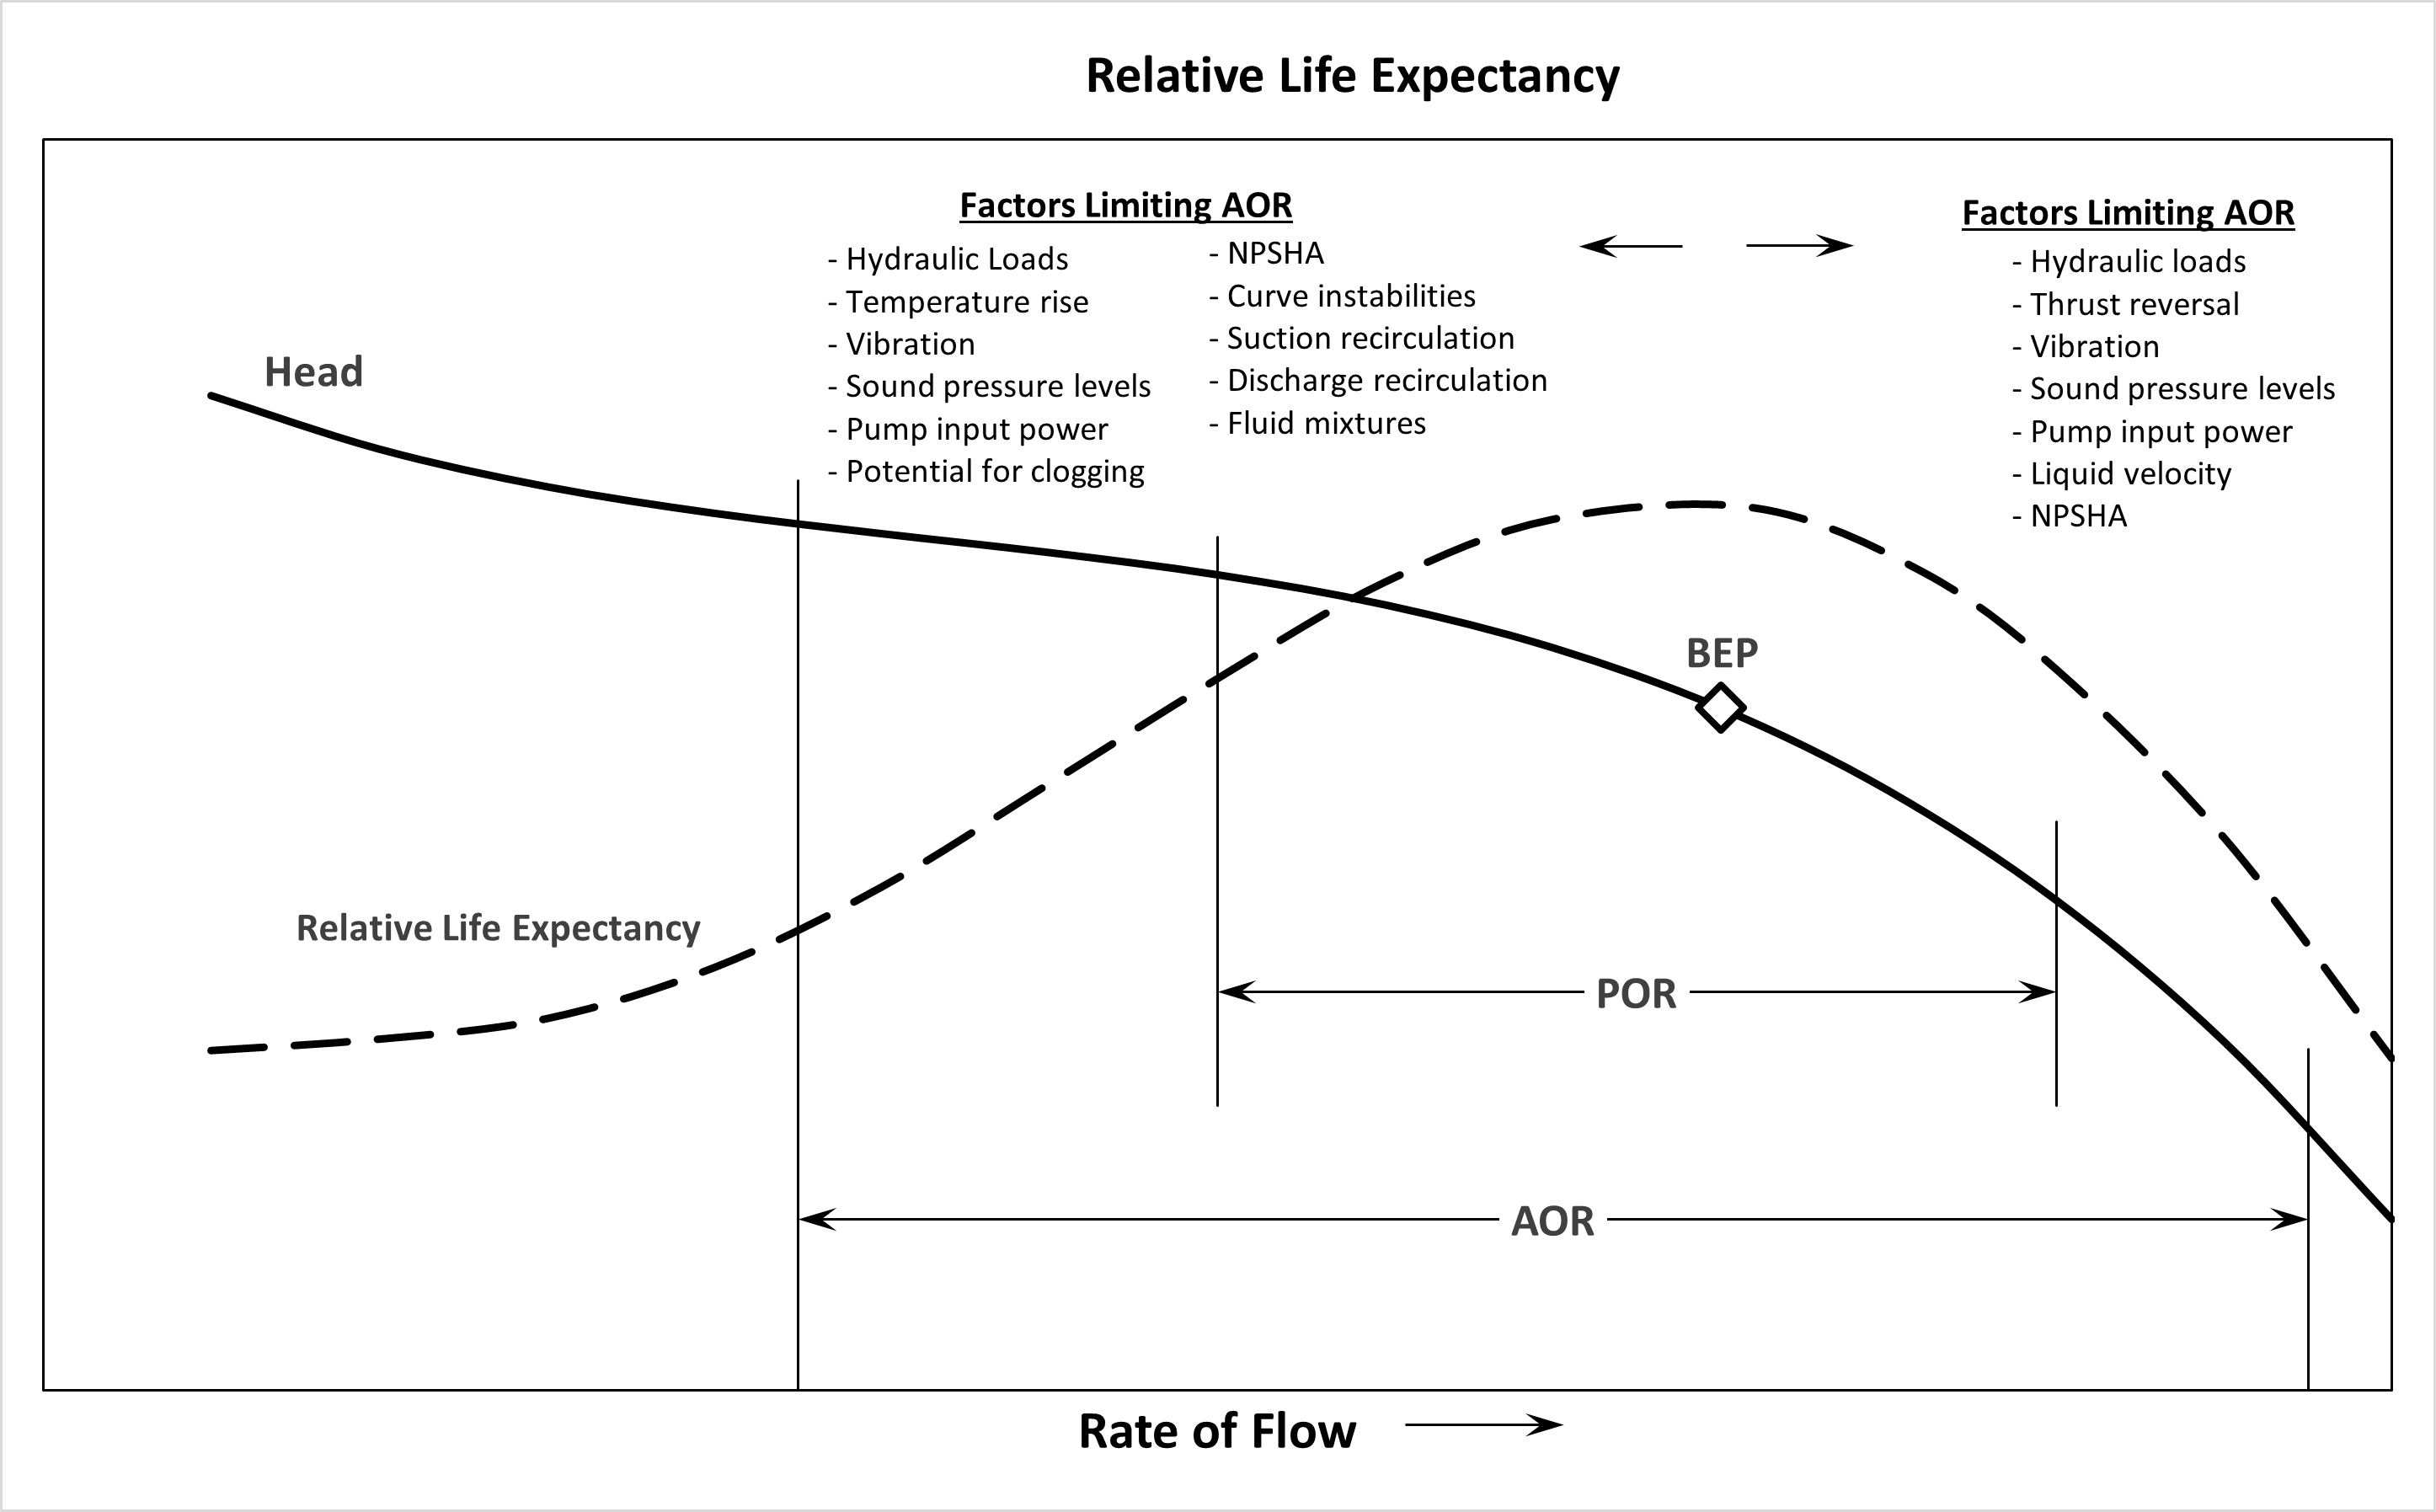 Relative Life Expectancy
Factors Limiting AOR
- Hydraulic Loads
- Temperature rise
- Vibration
- Sound pressure levels
- Pump input power
- Potential for clogging
- NPSHA
- Curve instabilities
- Suction recirculation
- Discharge recirculation
- Fluid mixtures
Factors Limiting AOR
- Hydraulic loads
- Thrust reversal
- Vibration
- Sound pressure levels
- Pump input power
- Liquid velocity
- NPSHA
Head
BEP
Relative Life Expectancy
POR
AOR
Rate of Flow